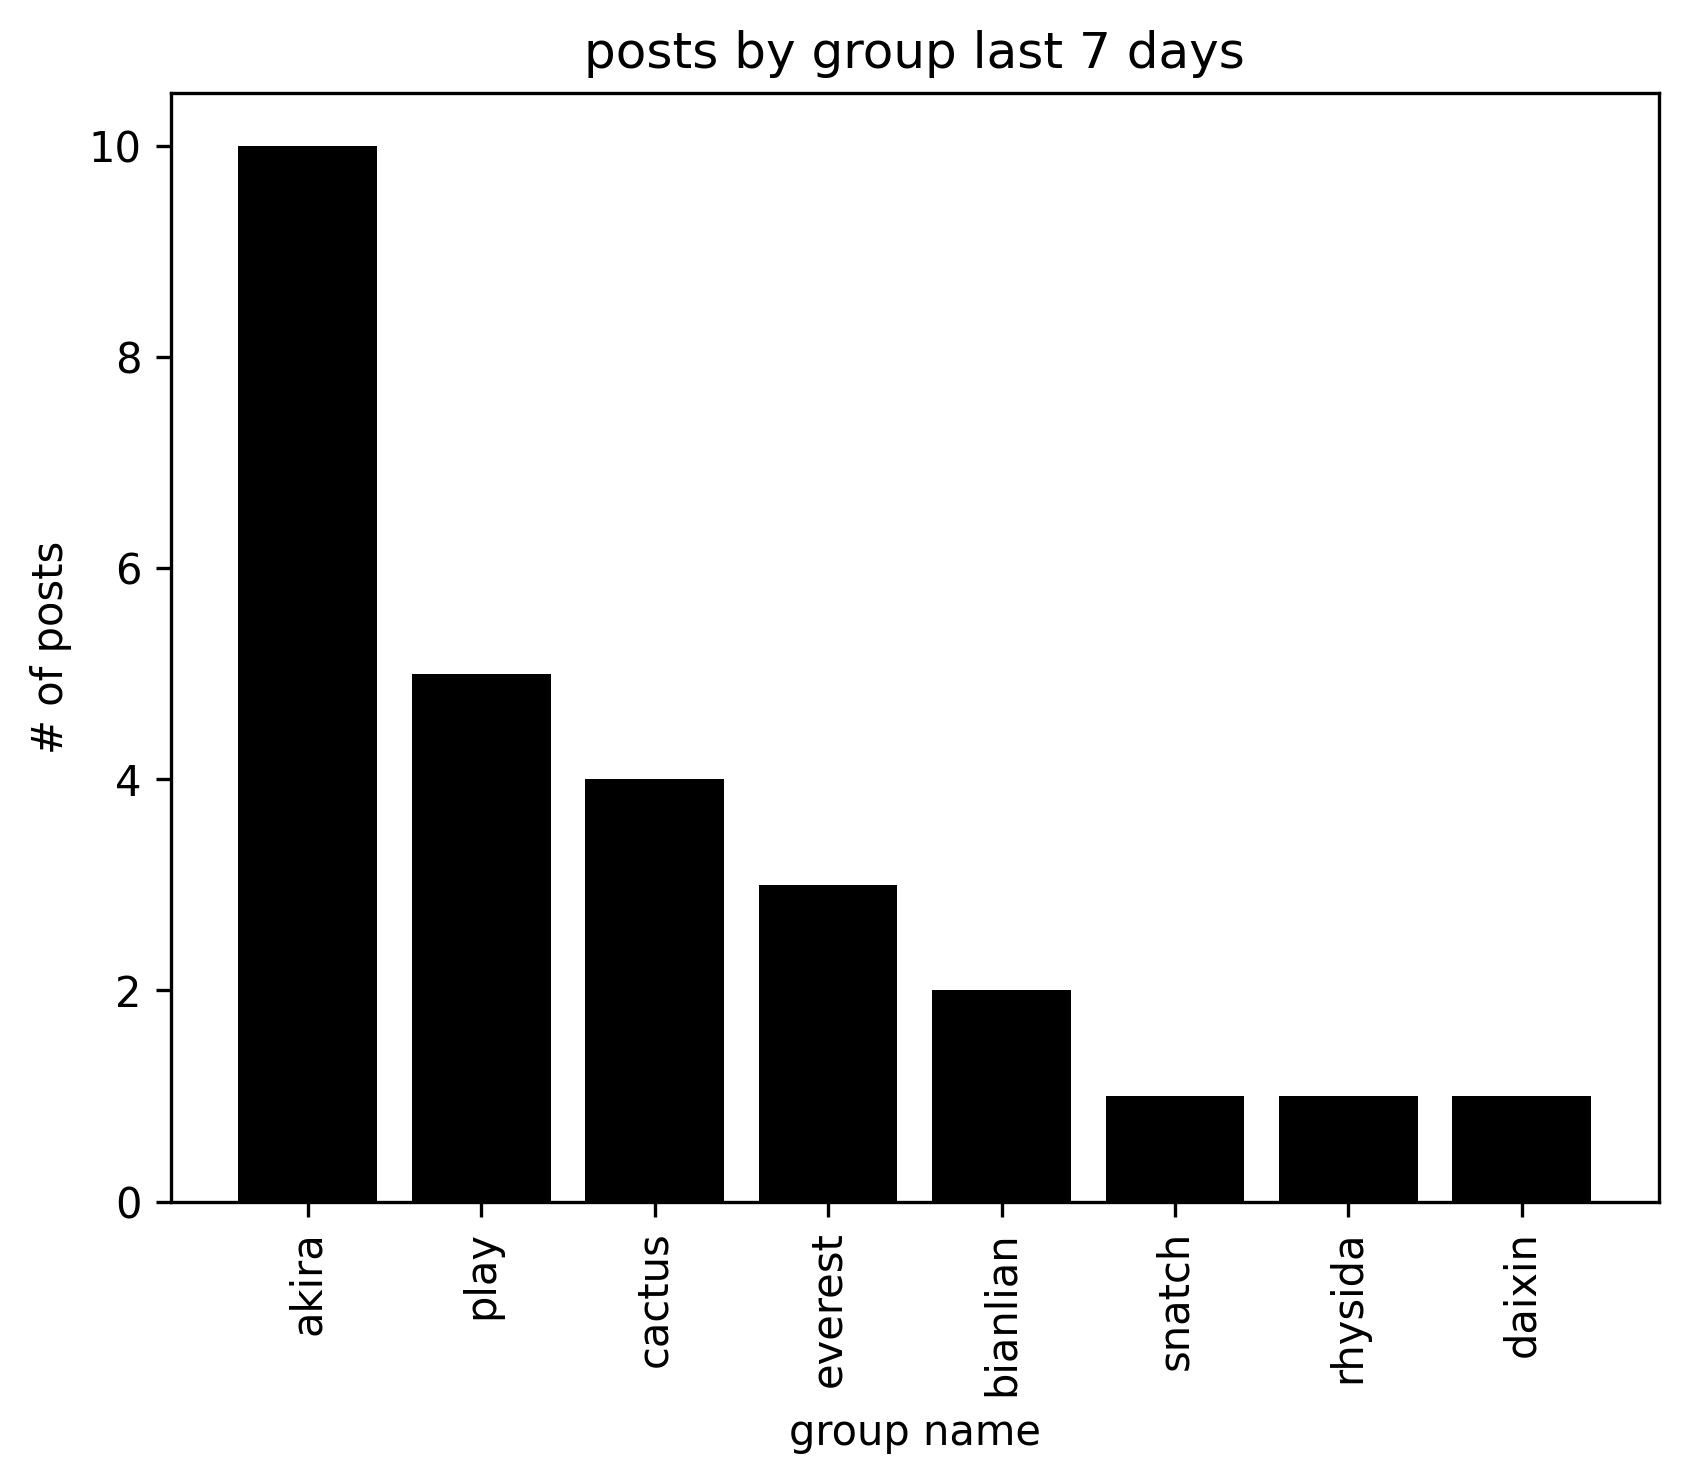 posts by group last 7 days
10
8
6
4
2
0
# of posts
akira
play
cactus
everest
bianlian
snatch
rhysida
daixin
group name